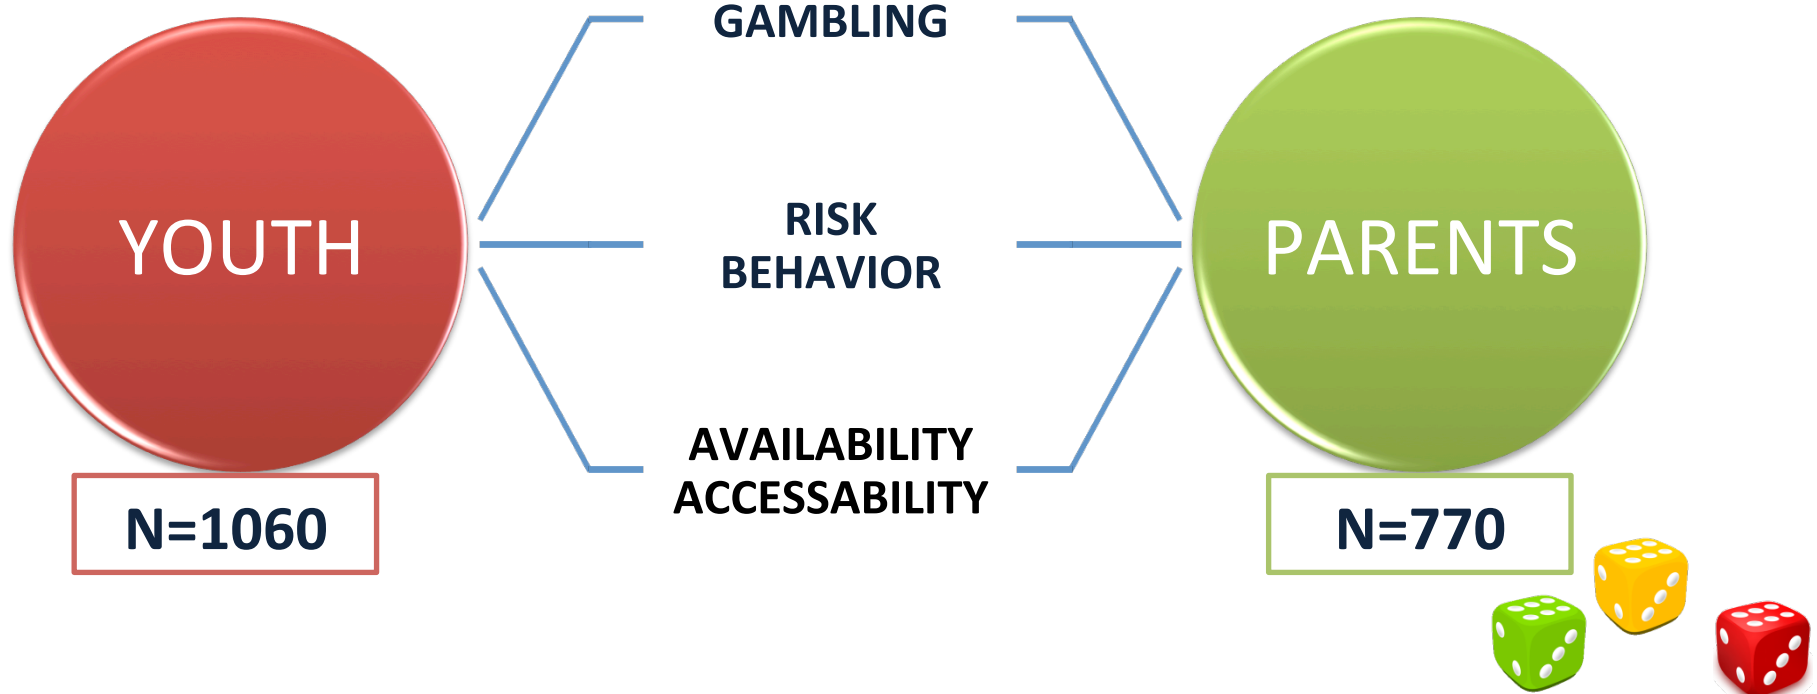 GAMBLING
YOUTH
RISK
BEHAVIOR
PARENTS
AVAILABILITY
ACCESSABILITY
N=1060
N=770